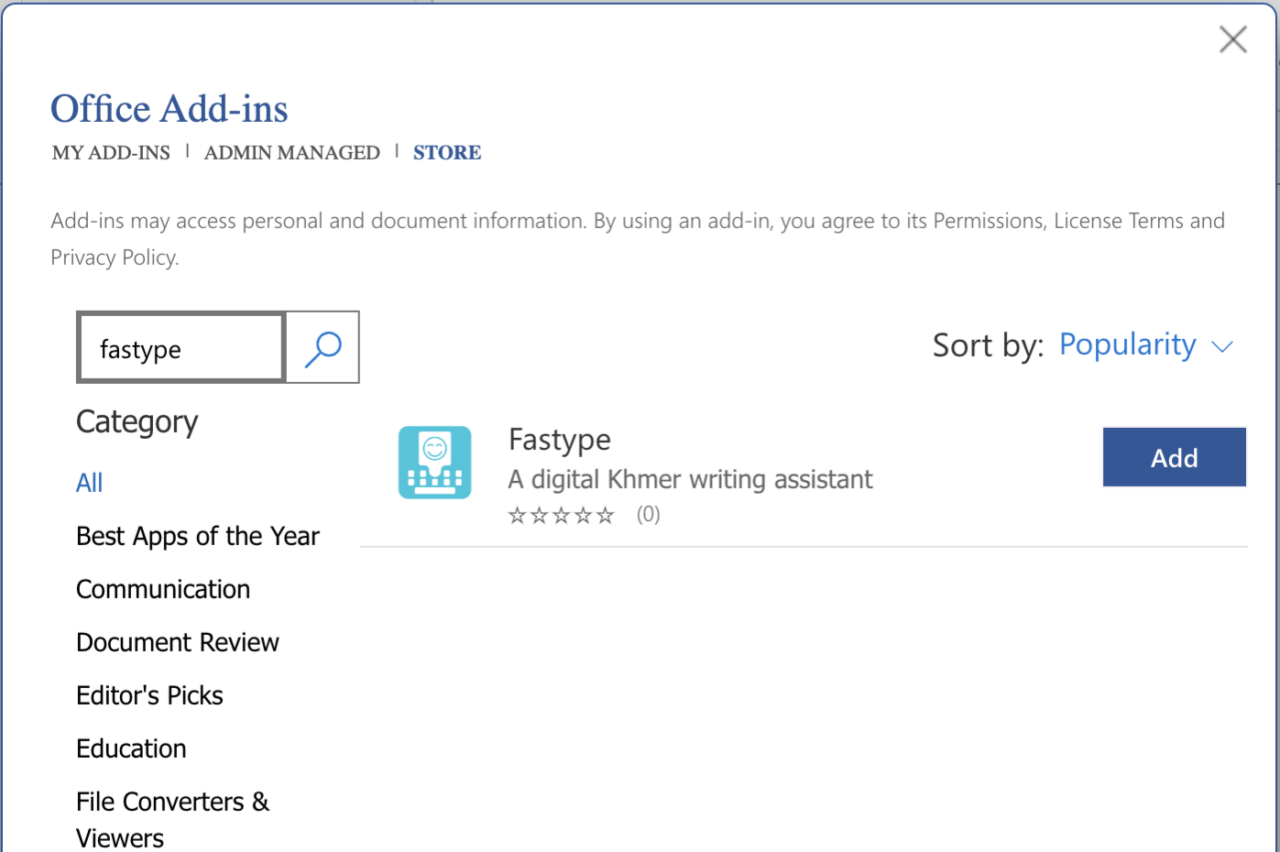 Office Add-ins
MY ADD-INS | ADMIN MANAGED | STORE
Add-ins may access personal and document information. By using an add-in, you agree to its Permissions, License Terms and
Privacy Policy.
fastype
Sort by: Popularity
Category
All
Best Apps of the Year
Communication
Document Review
Editor's Picks
Education
File Converters &
Viewers
Fastype
A digital Khmer writing assistant
(0)
Add